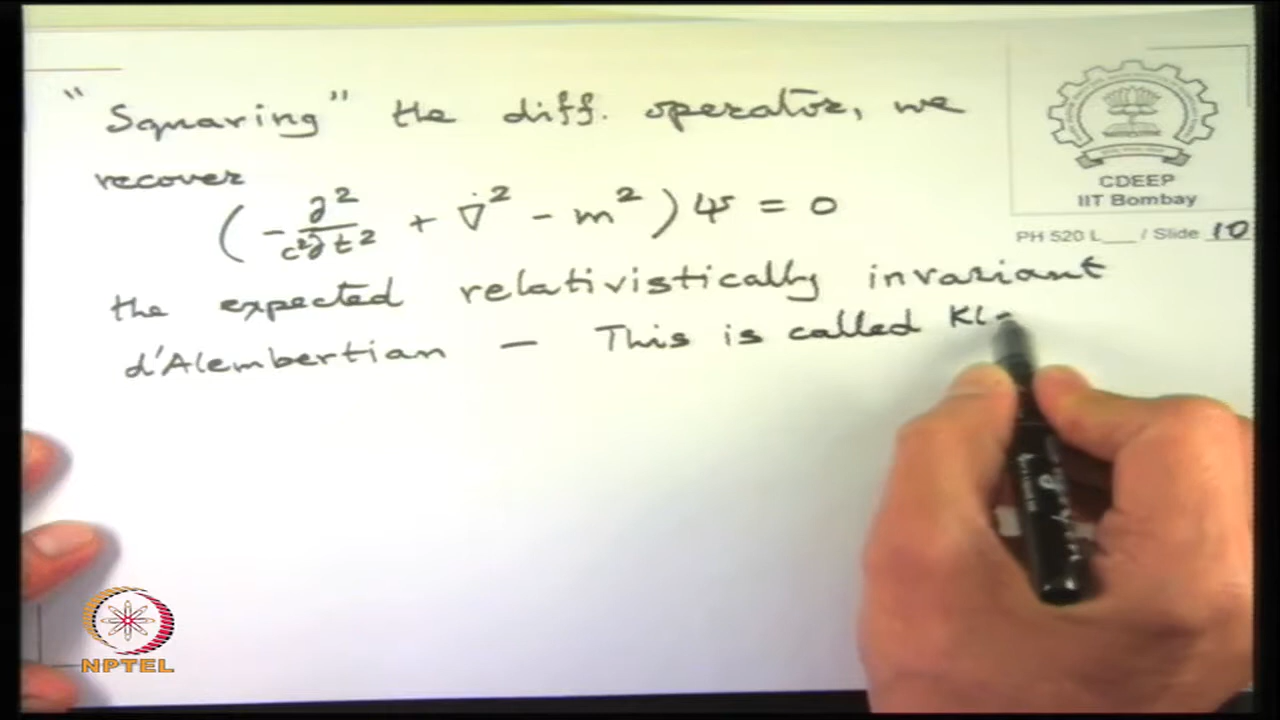 "Squaring" the diff. operator, we
recover
(-∂²/c²∂t² + ∇² - m²)ψ = 0
the expected relativistically invariant
d'Alembertian — This is called Kle
CDEEP
IIT Bombay
PH 520 L___ / Slide 10
NPTEL